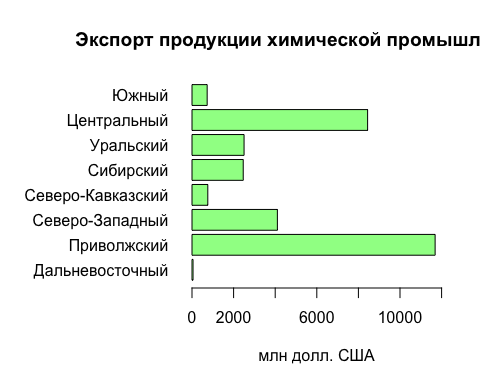 Экспорт продукции химической промышл
Южный
Центральный
Уральский
Сибирский
Северо-Кавказский
Северо-Западный
Приволжский
Дальневосточный
0 2000 6000 10000
млн долл. США